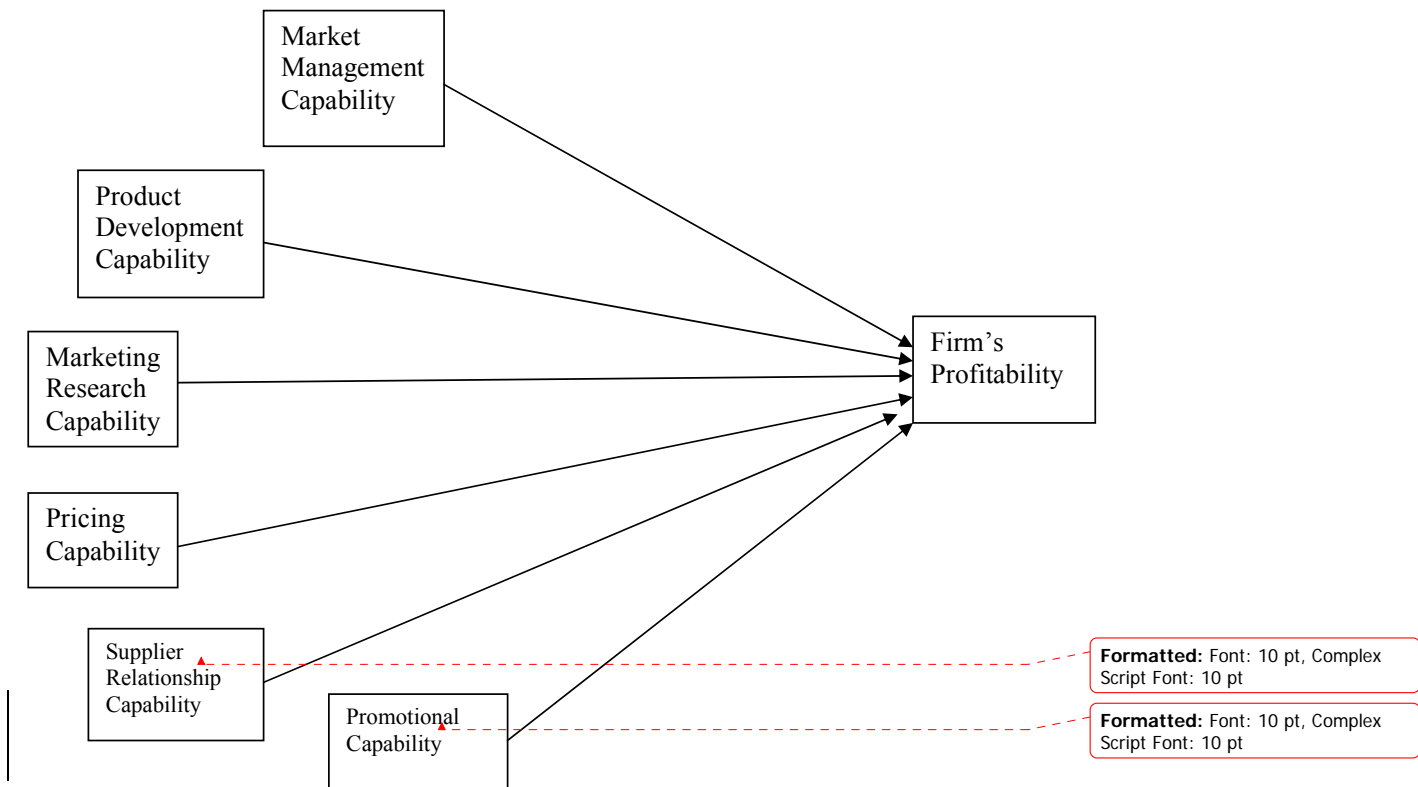 Market
Management
Capability
Product
Development
Capability
Marketing
Research
Capability
Firm’s
Profitability
Pricing
Capability
Supplier
Relationship
Capability
Promotional
Capability
Formatted: Font: 10 pt, Complex
Script Font: 10 pt
Formatted: Font: 10 pt, Complex
Script Font: 10 pt